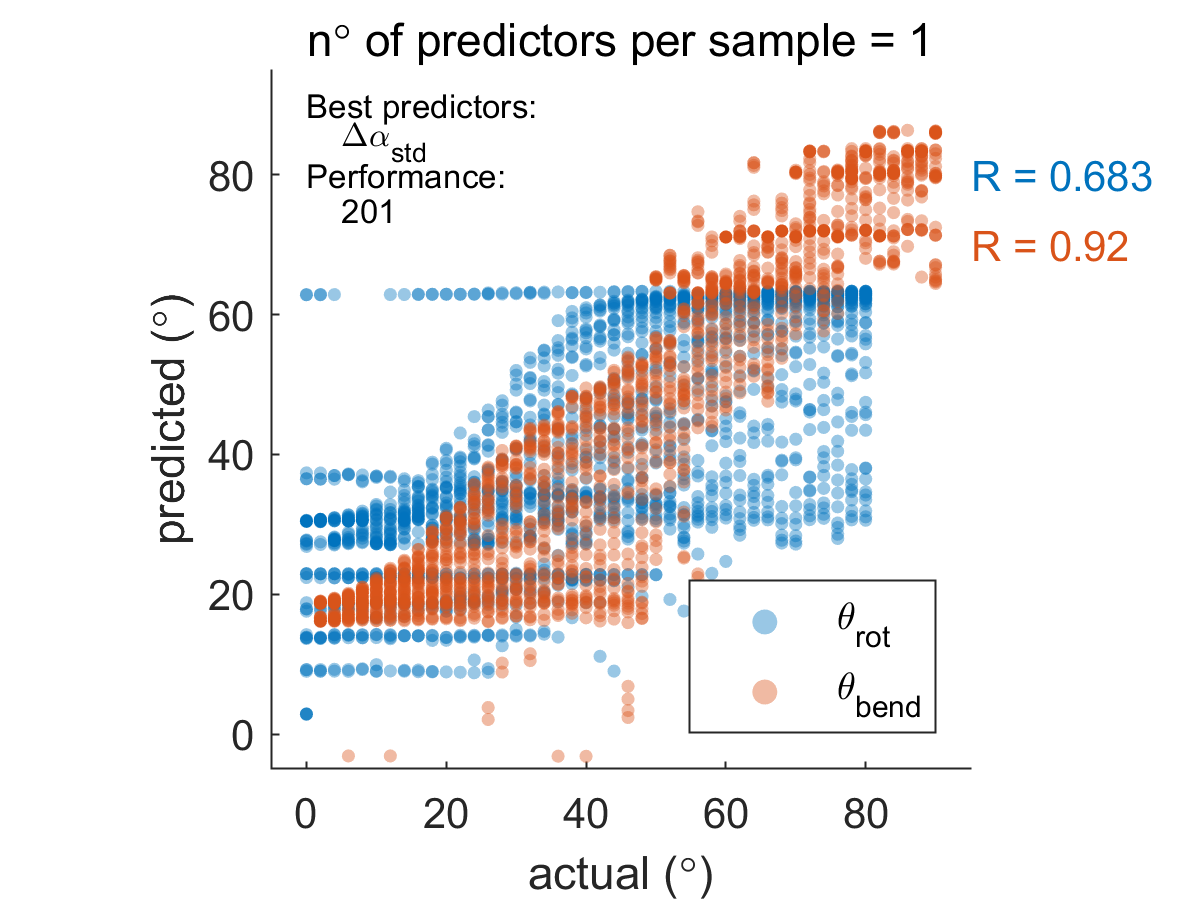 n° of predictors per sample = 1
Best predictors:
Δα_std
Performance:
201
R = 0.683
R = 0.92
80
60
40
20
0
predicted (°)
θ_rot
θ_bend
0 20 40 60 80
actual (°)